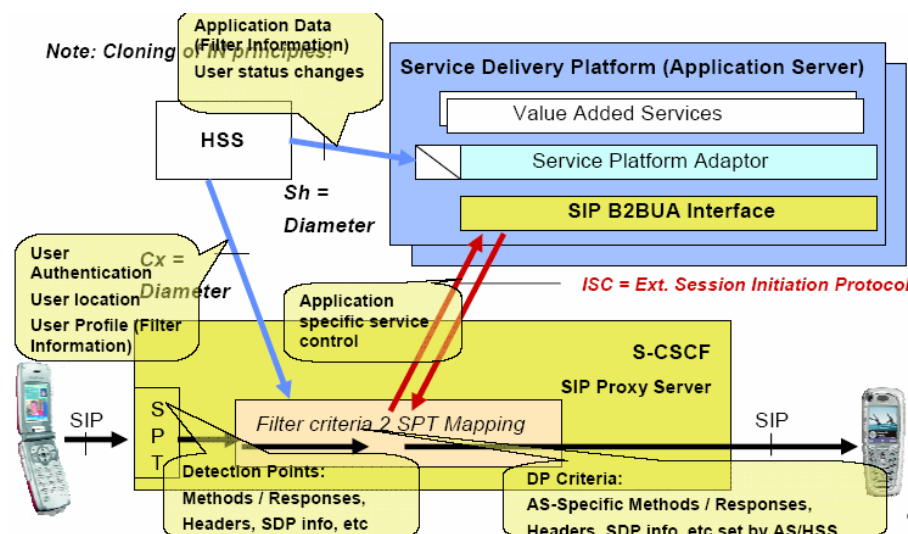 Application Data
(Filter Information)
User status changes
Note: Cloning of IN principles!
Service Delivery Platform (Application Server)
Value Added Services
Service Platform Adaptor
SIP B2BUA Interface
HSS
Sh =
Diameter
User
Authentication
User location
User Profile (Filter
Information)
Cx =
Diameter
Application
specific service
control
ISC = Ext. Session Initiation Protocol
S-CSCF
SIP Proxy Server
SIP
S
P
T
Filter criteria 2 SPT Mapping
SIP
Detection Points:
Methods / Responses,
Headers, SDP info, etc
DP Criteria:
AS-Specific Methods / Responses,
Headers, SDP info, etc set by AS/HSS